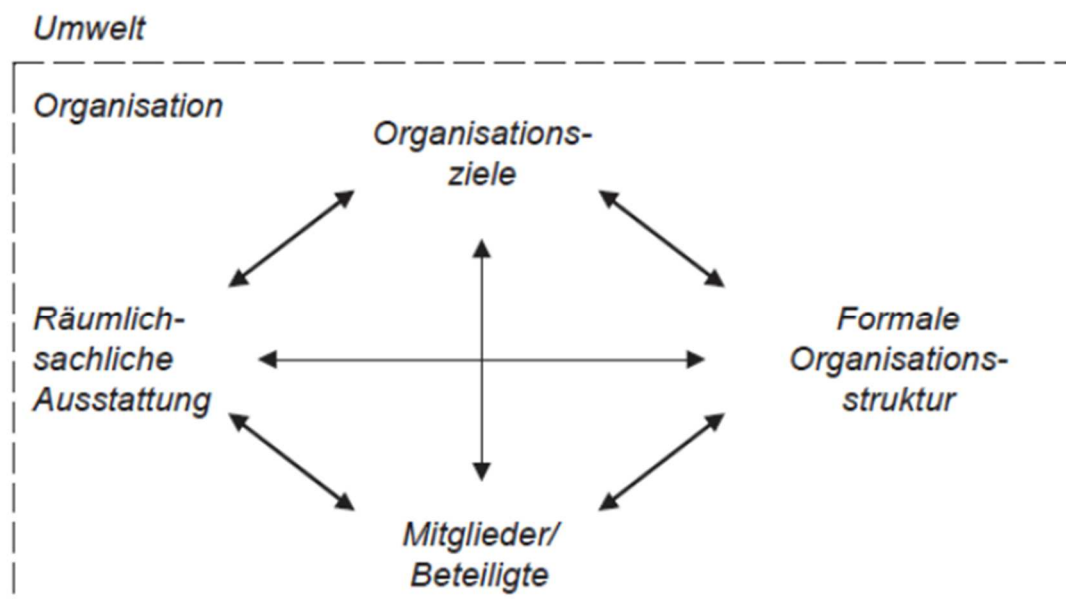 Umwelt
Organisation
Organisations-
ziele
Räumlich-
sachliche
Ausstattung
Formale
Organisations-
struktur
Mitglieder/
Beteiligte